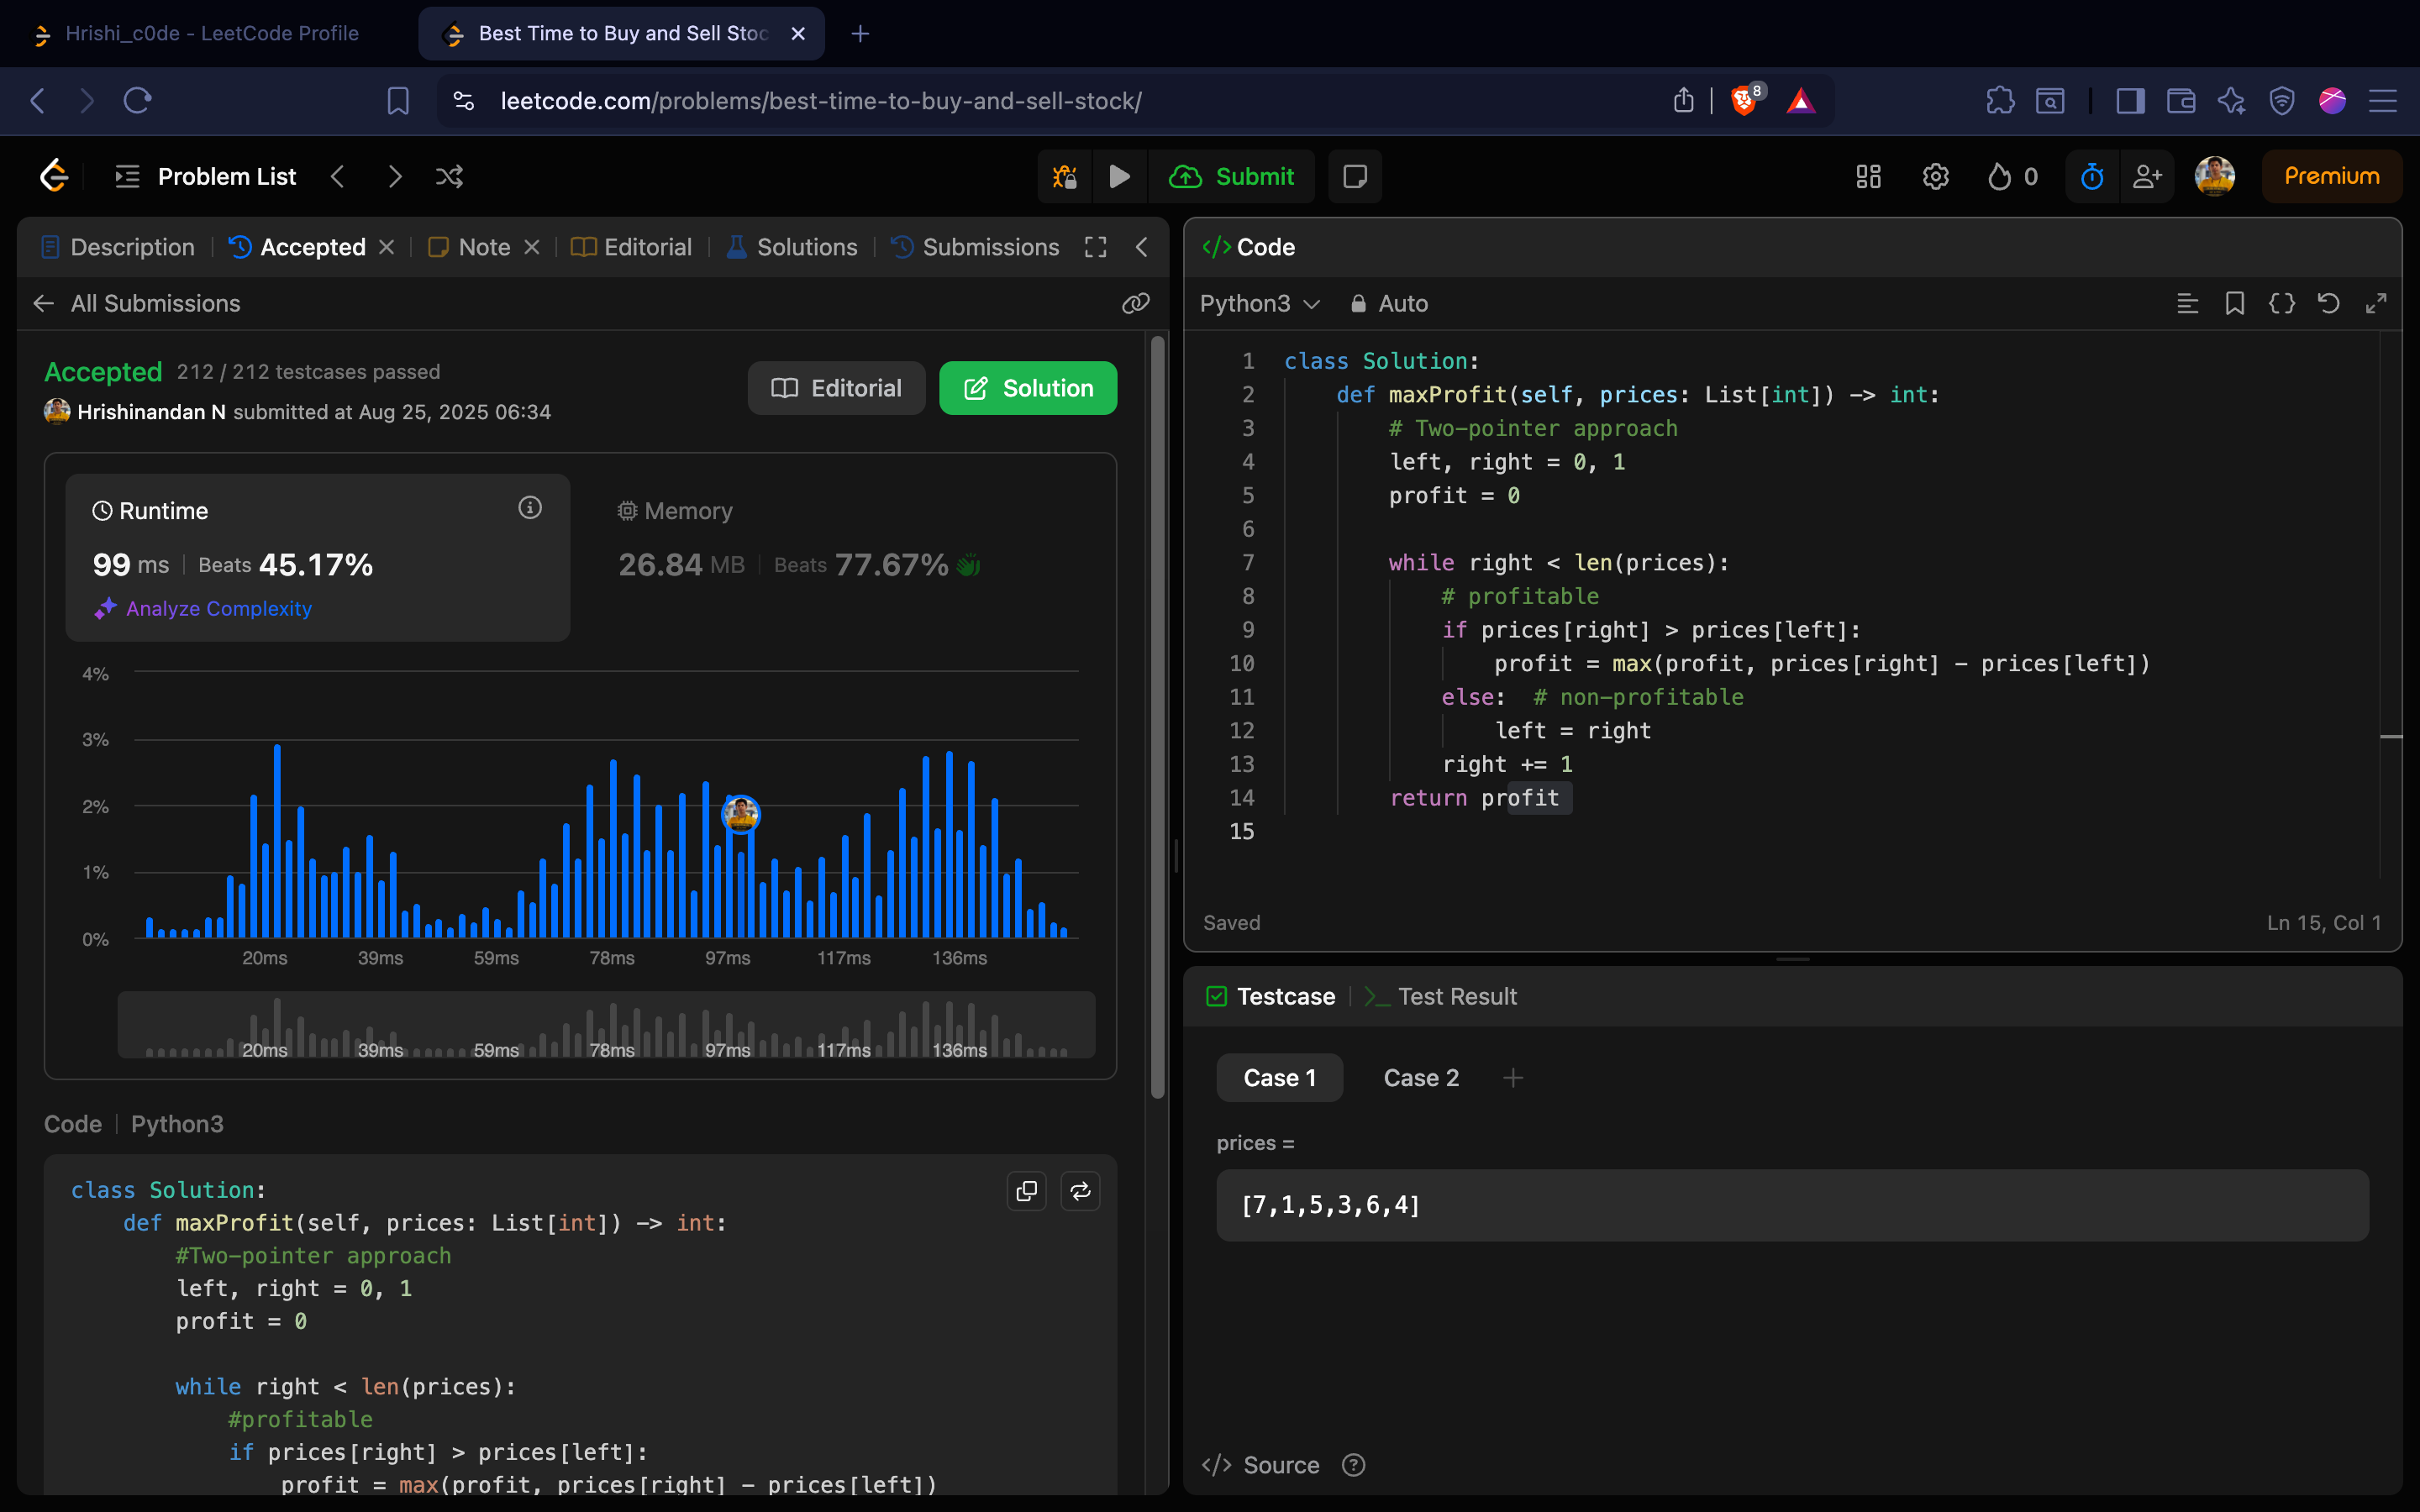 Hrishi_c0de - LeetCode Profile
Best Time to Buy and Sell Stoc
leetcode.com/problems/best-time-to-buy-and-sell-stock/
8
Problem List
Submit
0
Premium
Description
Accepted
Note
Editorial
Solutions
Submissions
All Submissions
Accepted 212 / 212 testcases passed
Hrishinandan N submitted at Aug 25, 2025 06:34
Editorial
Solution
Runtime
99 ms | Beats 45.17%
Analyze Complexity
Memory
26.84 MB | Beats 77.67%
4%
3%
2%
1%
0%
20ms 39ms 59ms 78ms 97ms 117ms 136ms
20ms 39ms 59ms 78ms 97ms 117ms 136ms
Code | Python3
class Solution:
    def maxProfit(self, prices: List[int]) -> int:
        #Two-pointer approach
        left, right = 0, 1
        profit = 0
        while right < len(prices):
            #profitable
            if prices[right] > prices[left]:
                profit = max(profit, prices[right] - prices[left])
</> Code
Python3
Auto
1 class Solution:
2     def maxProfit(self, prices: List[int]) -> int:
3         # Two-pointer approach
4         left, right = 0, 1
5         profit = 0
6
7         while right < len(prices):
8             # profitable
9             if prices[right] > prices[left]:
10                 profit = max(profit, prices[right] - prices[left])
11             else:  # non-profitable
12                 left = right
13             right += 1
14         return profit
15
Saved
Ln 15, Col 1
Testcase
Test Result
Case 1
Case 2
prices =
[7,1,5,3,6,4]
</> Source